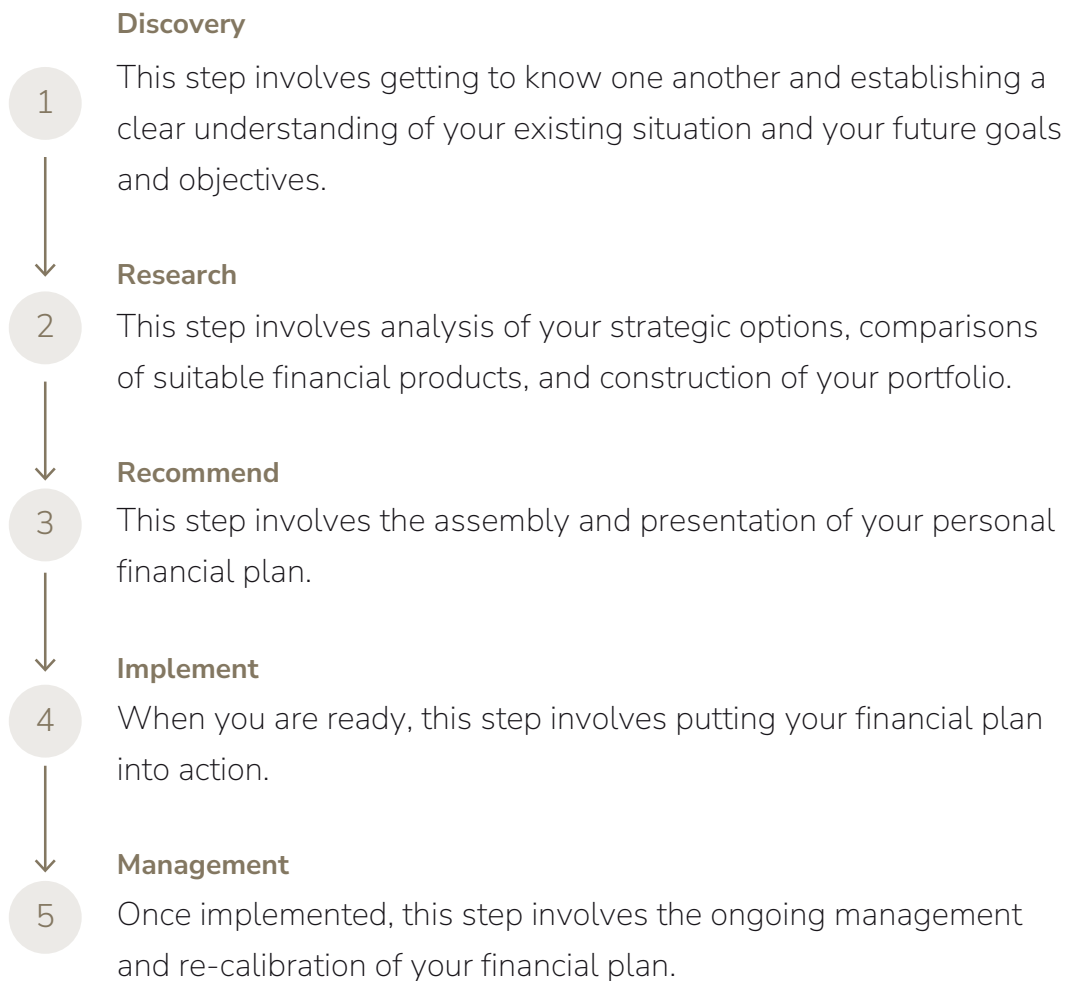 Discovery
1
This step involves getting to know one another and establishing a
clear understanding of your existing situation and your future goals
and objectives.
Research
2
This step involves analysis of your strategic options, comparisons
of suitable financial products, and construction of your portfolio.
Recommend
3
This step involves the assembly and presentation of your personal
financial plan.
Implement
4
When you are ready, this step involves putting your financial plan
into action.
Management
5
Once implemented, this step involves the ongoing management
and re-calibration of your financial plan.